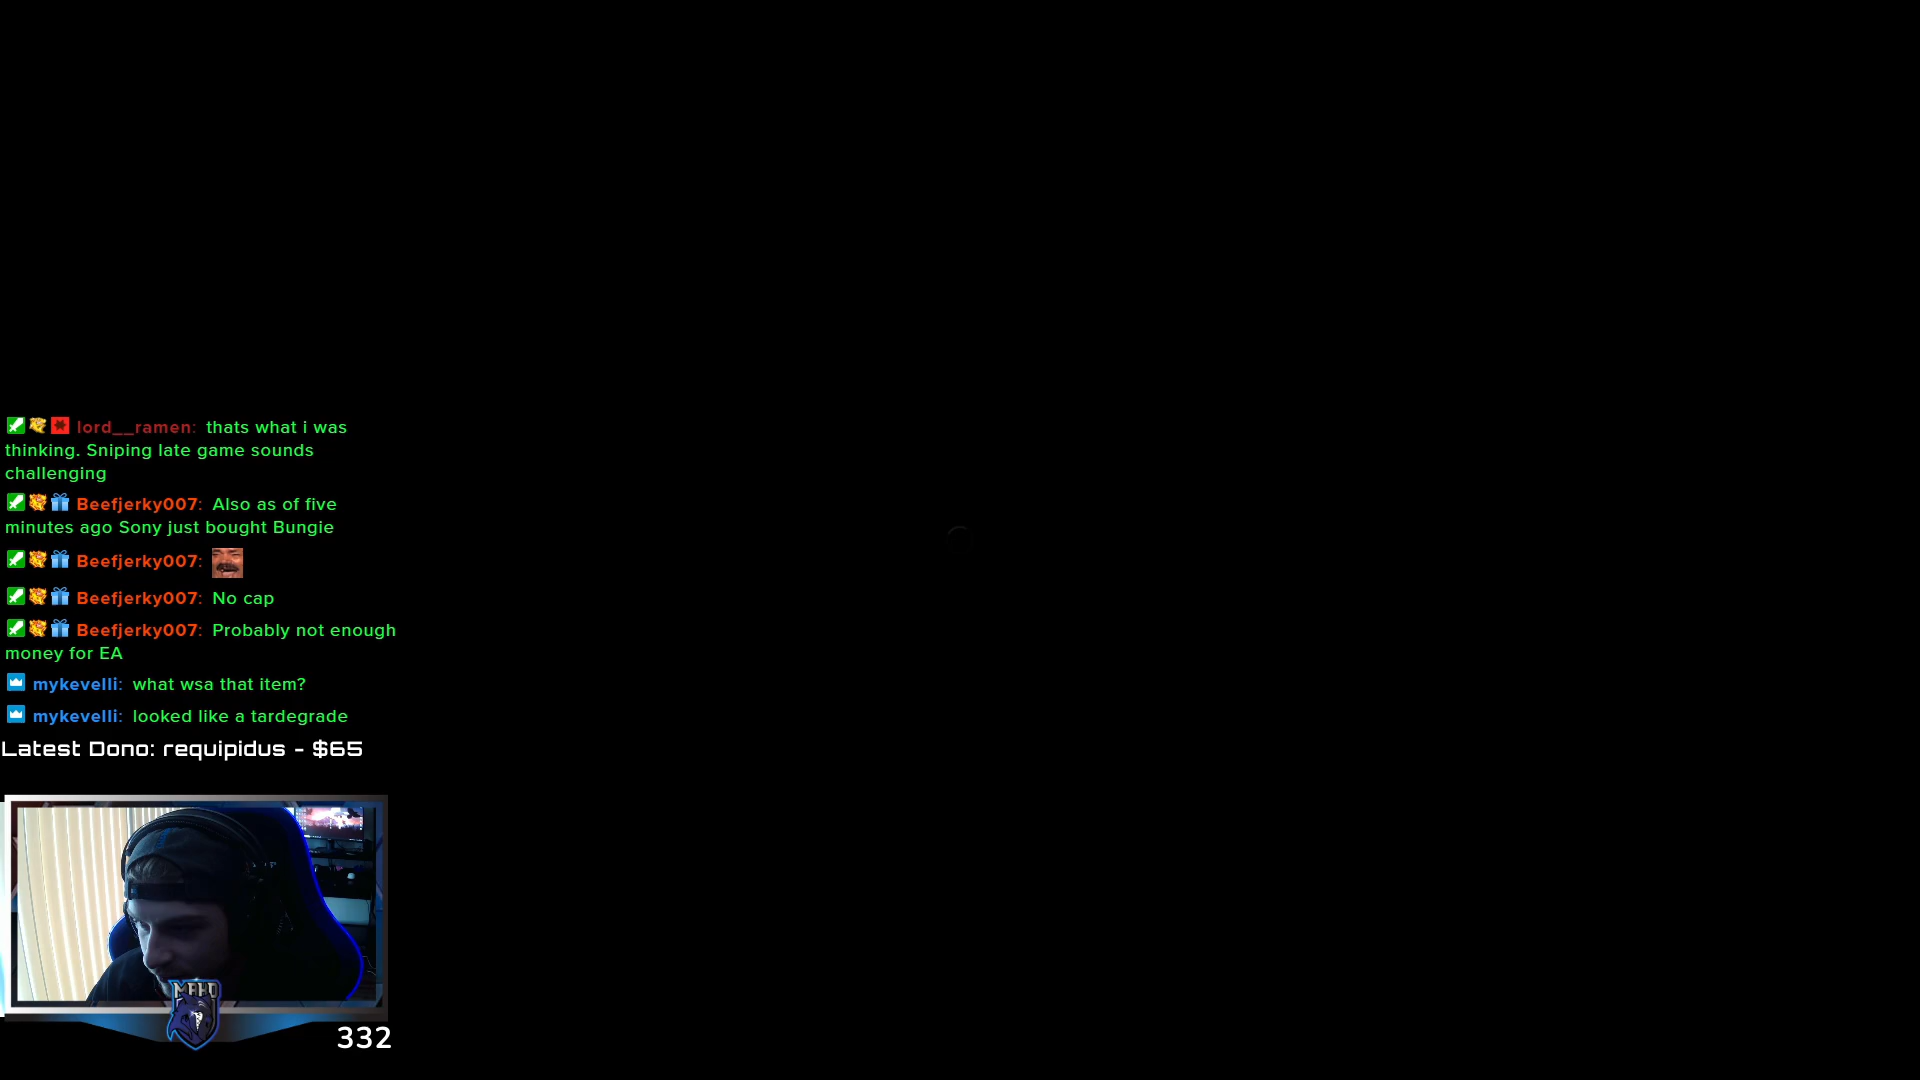 lord__ramen: thats what i was
thinking. Sniping late game sounds
challenging
Beefjerky007: Also as of five
minutes ago Sony just bought Bungie
Beefjerky007:
Beefjerky007: No cap
Beefjerky007: Probably not enough
money for EA
mykevelli: what wsa that item?
mykevelli: looked like a tardegrade
Latest Dono: requipidus - $65
332